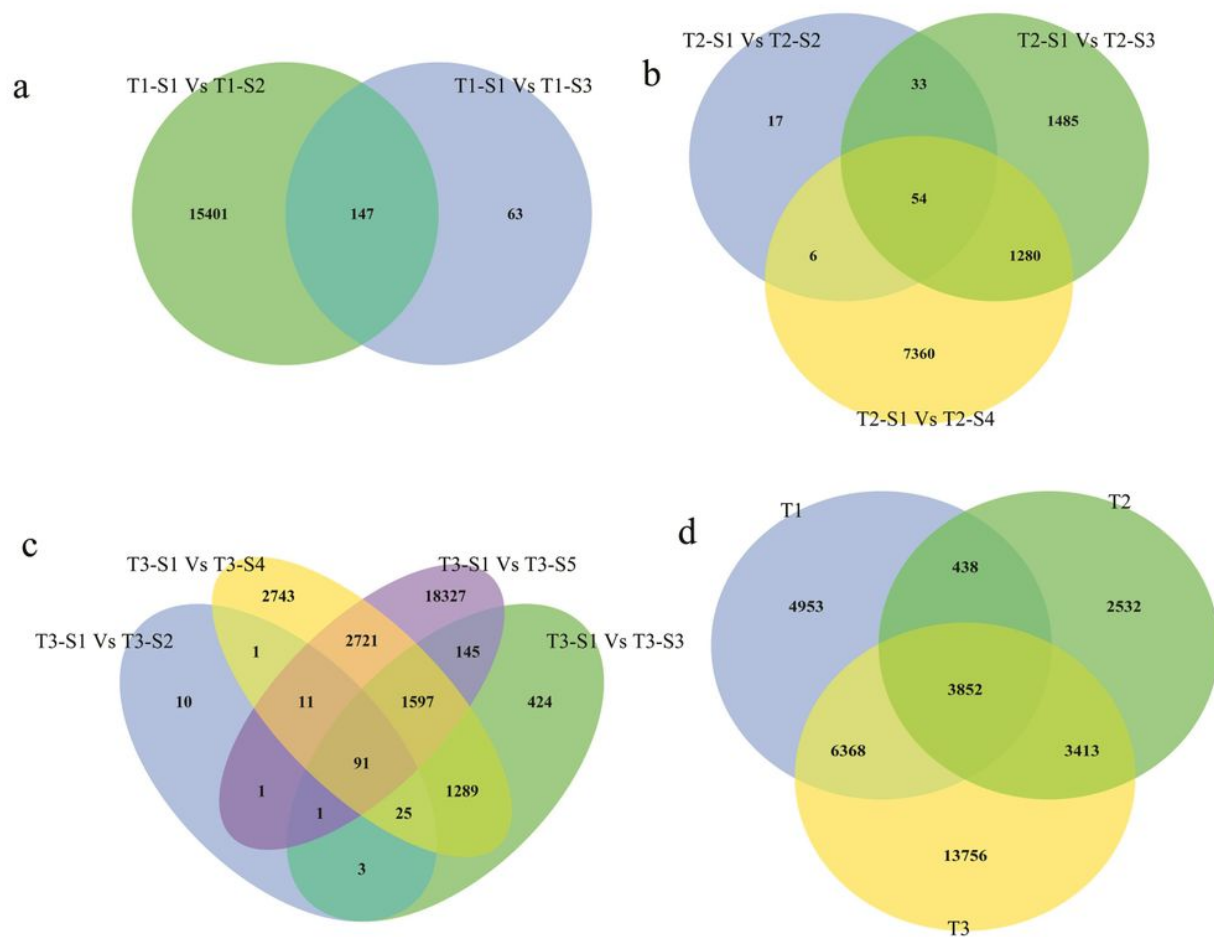 a
T1-S1 Vs T1-S2
T1-S1 Vs T1-S3
15401
147
63
b
T2-S1 Vs T2-S2
T2-S1 Vs T2-S3
33
17
1485
54
6
1280
7360
T2-S1 Vs T2-S4
c
T3-S1 Vs T3-S4
T3-S1 Vs T3-S5
2743
18327
T3-S1 Vs T3-S2
T3-S1 Vs T3-S3
1
2721
145
10
11
1597
424
91
1
1
25
1289
3
d
T1
T2
438
4953
2532
3852
6368
3413
13756
T3